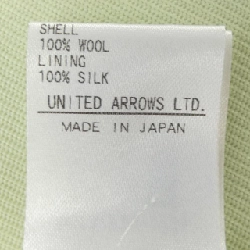 SHELL
100% WOOL
LINING
100% SILK
UNITED ARROWS LTD.
MADE IN JAPAN